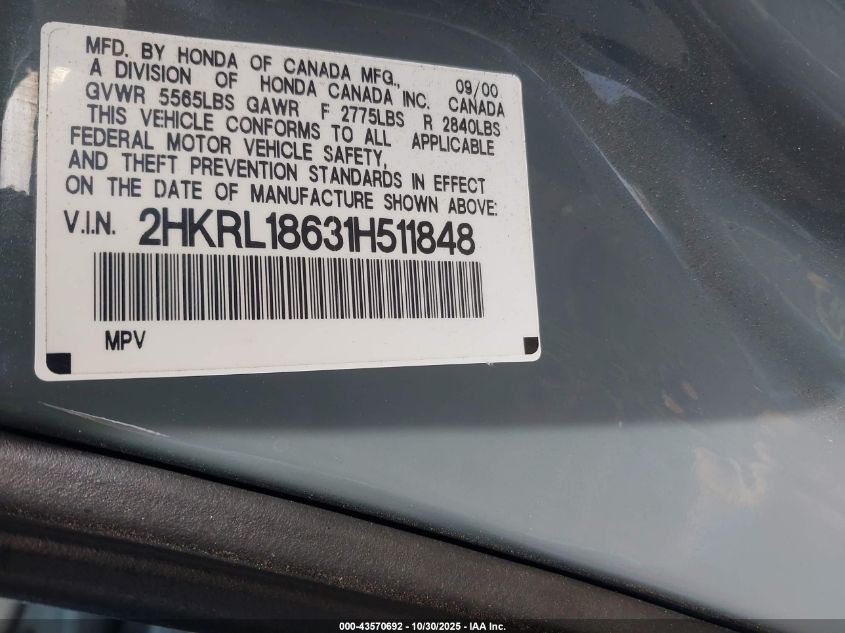 MFD. BY HONDA OF CANADA MFG., 09/00
A DIVISION OF HONDA CANADA INC. CANADA
GVWR 5565LBS GAWR F 2775LBS R 2840LBS
THIS VEHICLE CONFORMS TO ALL APPLICABLE
FEDERAL MOTOR VEHICLE SAFETY,
AND THEFT PREVENTION STANDARDS IN EFFECT
ON THE DATE OF MANUFACTURE SHOWN ABOVE:
V.I.N. 2HKRL18631H511848
MPV
000-43570692 - 10/30/2025 - IAA Inc.